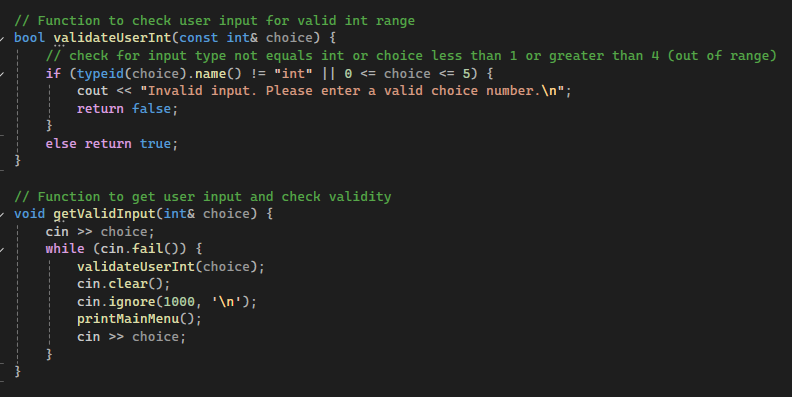 // Function to check user input for valid int range
bool validateUserInt(const int& choice) {
// check for input type not equals int or choice less than 1 or greater than 4 (out of range)
if (typeid(choice).name() != "int" || 0 <= choice <= 5) {
cout << "Invalid input. Please enter a valid choice number.\n";
return false;
}
else return true;
}
// Function to get user input and check validity
void getValidInput(int& choice) {
cin >> choice;
while (cin.fail()) {
validateUserInt(choice);
cin.clear();
cin.ignore(1000, '\n');
printMainMenu();
cin >> choice;
}
}